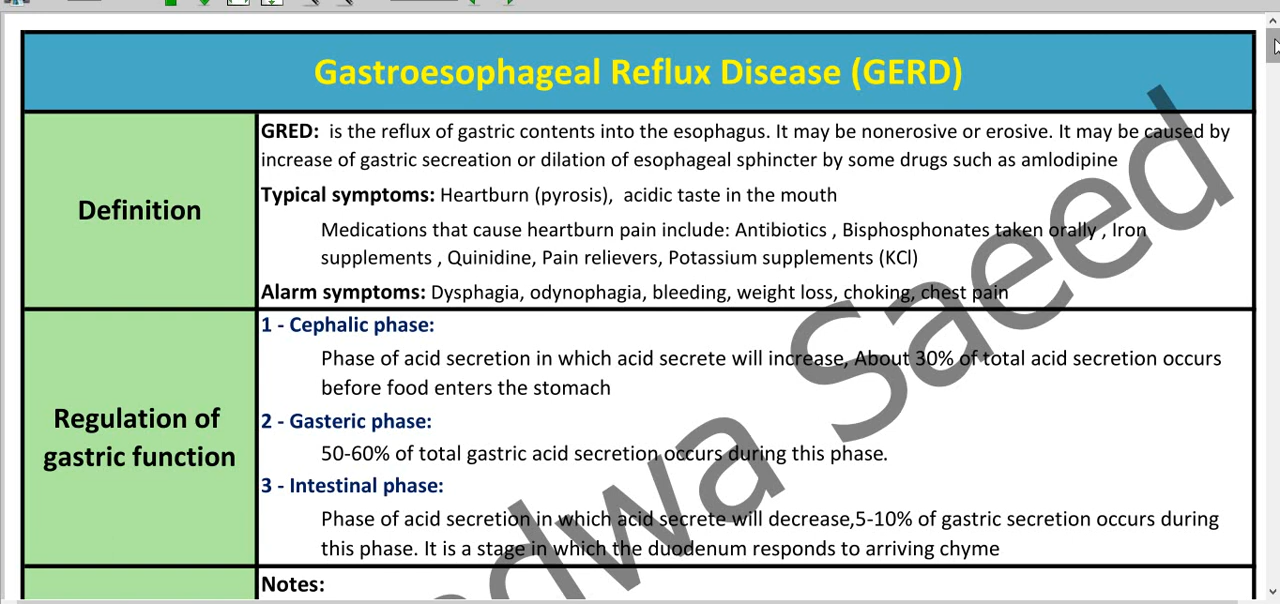 Gastroesophageal Reflux Disease (GERD)
Definition
GRED: is the reflux of gastric contents into the esophagus. It may be nonerosive or erosive. It may be caused by
increase of gastric secreation or dilation of esophageal sphincter by some drugs such as amlodipine
Typical symptoms: Heartburn (pyrosis), acidic taste in the mouth
Medications that cause heartburn pain include: Antibiotics , Bisphosphonates taken orally , Iron
supplements , Quinidine, Pain relievers, Potassium supplements (KCl)
Alarm symptoms: Dysphagia, odynophagia, bleeding, weight loss, choking, chest pain
Regulation of
gastric function
1 - Cephalic phase:
Phase of acid secretion in which acid secrete will increase, About 30% of total acid secretion occurs
before food enters the stomach
2 - Gasteric phase:
50-60% of total gastric acid secretion occurs during this phase.
3 - Intestinal phase:
Phase of acid secretion in which acid secrete will decrease,5-10% of gastric secretion occurs during
this phase. It is a stage in which the duodenum responds to arriving chyme
Notes:
dwa Saeed